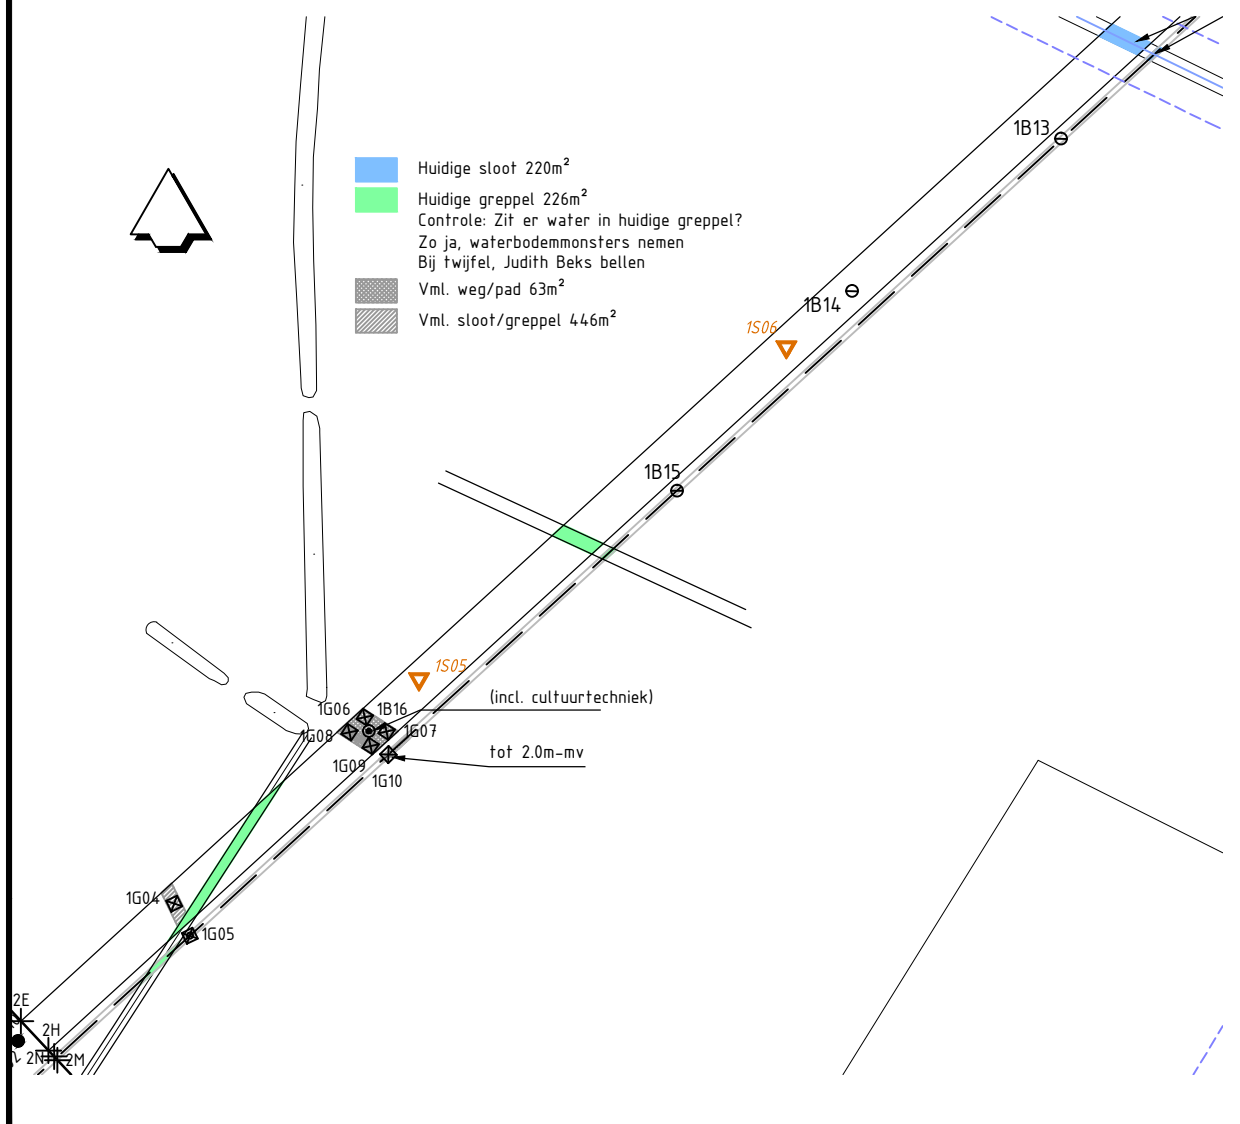 1B13
Huidige sloot 220m²
Huidige greppel 226m²
Controle: Zit er water in huidige greppel?
Zo ja, waterbodemmonsters nemen
Bij twijfel, Judith Beks bellen
Vml. weg/pad 63m²
Vml. sloot/greppel 446m²
1B14
1S06
1B15
1S05
(incl. cultuurtechniek)
1G06
1B16
1G07
1G08
1G09
1G10
tot 2.0m-mv
1G04
1G05
2E
2H
2N
2M